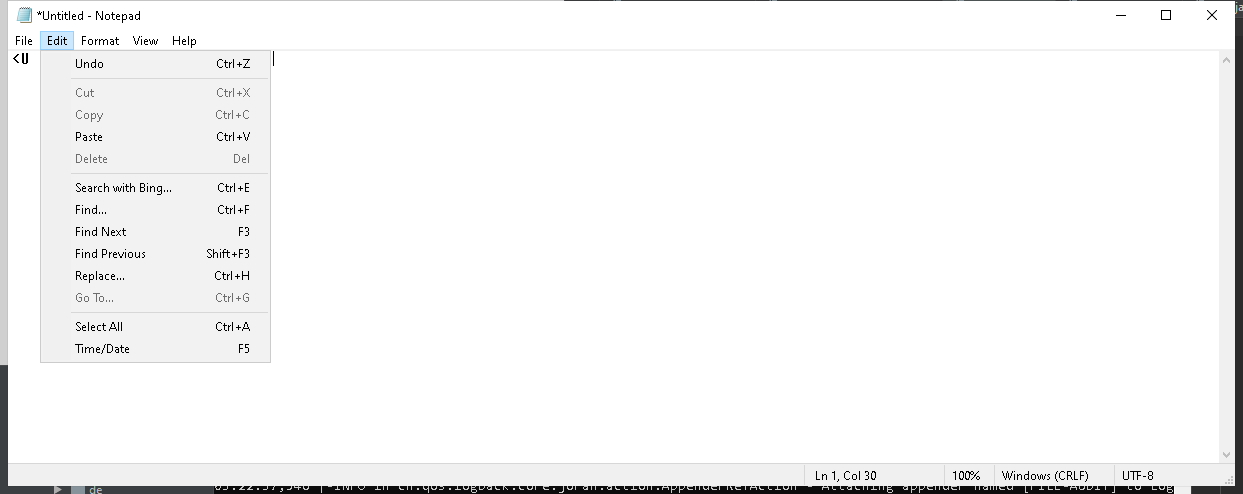 *Untitled - Notepad
File Edit Format View Help
<U
Undo Ctrl+Z
Cut Ctrl+X
Copy Ctrl+C
Paste Ctrl+V
Delete Del
Search with Bing... Ctrl+E
Find... Ctrl+F
Find Next F3
Find Previous Shift+F3
Replace... Ctrl+H
Go To... Ctrl+G
Select All Ctrl+A
Time/Date F5
Ln 1, Col 30 100% Windows (CRLF) UTF-8
de